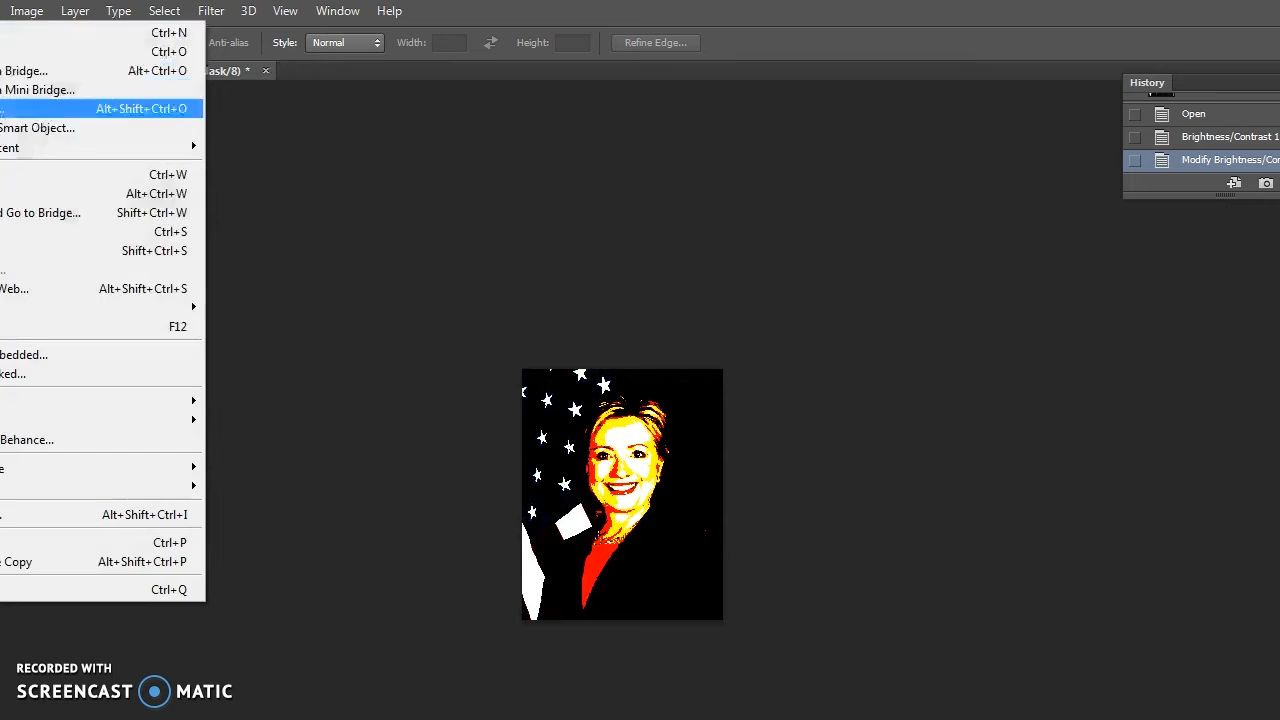 Image Layer Type Select Filter 3D View Window Help
Anti-alias Style: Normal Width: Height: Refine Edge...
Task/8) * ×
History
Open
Brightness/Contrast 1
Modify Brightness/Con
Ctrl+N
Ctrl+O
Bridge... Alt+Ctrl+O
Mini Bridge...
... Alt+Shift+Ctrl+O
Smart Object...
cent
Ctrl+W
Alt+Ctrl+W
d Go to Bridge... Shift+Ctrl+W
Ctrl+S
Shift+Ctrl+S
...
Web... Alt+Shift+Ctrl+S
F12
bedded...
ked...
Behance...
e
. Alt+Shift+Ctrl+I
Ctrl+P
e Copy Alt+Shift+Ctrl+P
Ctrl+Q
RECORDED WITH
SCREENCAST MATIC